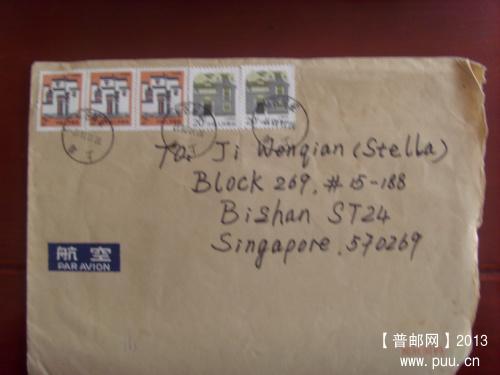 To: Ji Wenqian (Stella)
Block 269, #15-188
Bishan ST24
Singapore, 570269
航空
PAR AVION
【普邮网】2013
www.puu.cn